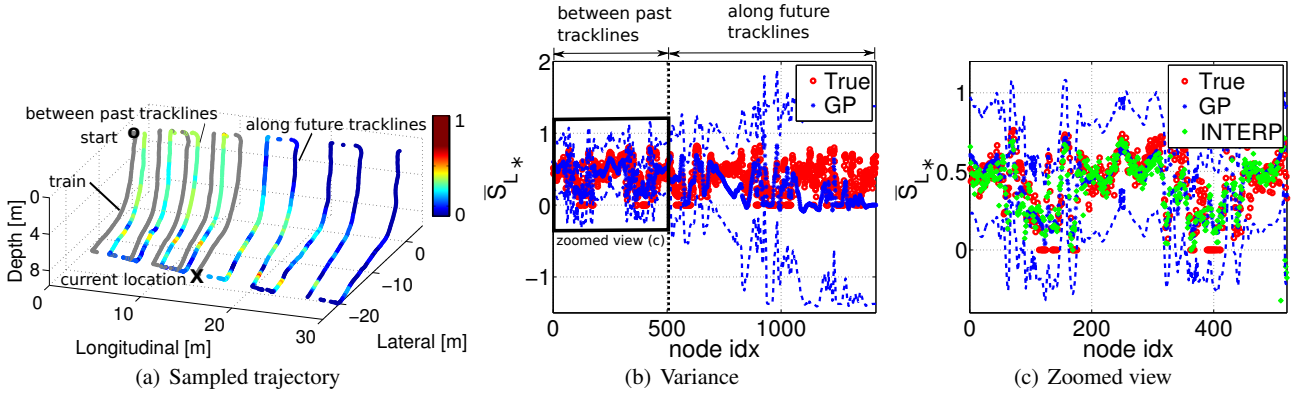 between past tracklines
along future tracklines
start
train
current location
X
1
0
0
4
8
Depth [m]
0
10
20
30
Longitudinal [m]
0
−10
−20
Lateral [m]
(a) Sampled trajectory
between past
tracklines
along future
tracklines
2
1
0
−1
S̅_L*
True
GP
zoomed view (c)
0
500
1000
node idx
(b) Variance
1
0.5
0
S̅_L*
True
GP
INTERP
0
200
400
node idx
(c) Zoomed view